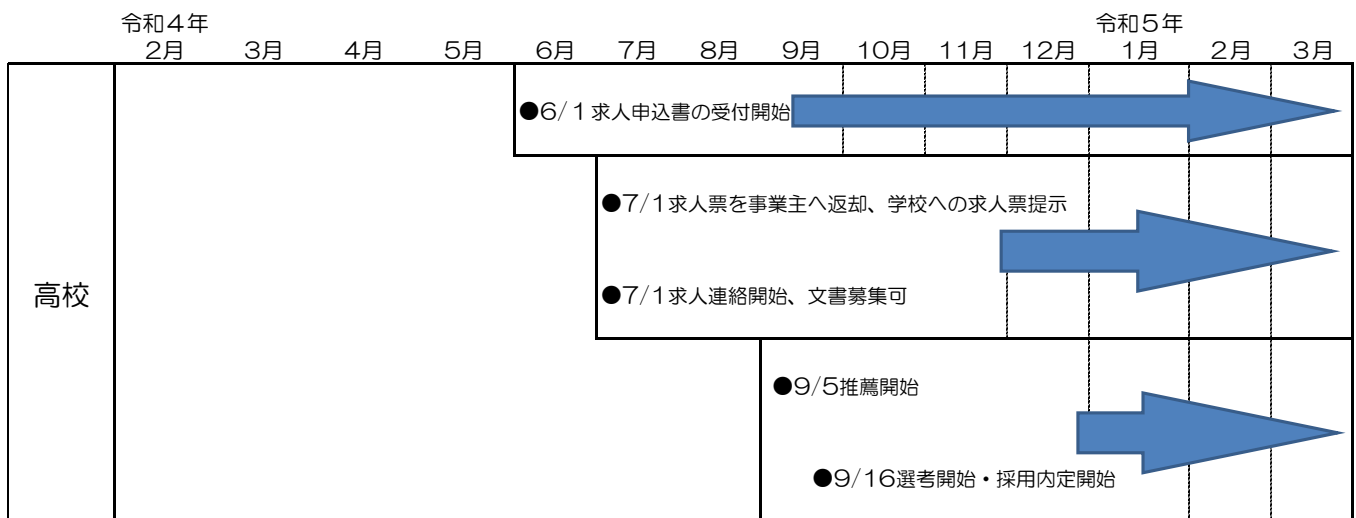 令和４年
令和５年
２月 ３月 ４月 ５月 ６月 ７月 ８月 ９月 １０月 １１月 １２月 １月 ２月 ３月
●６/１求人申込書の受付開始
●７/１求人票を事業主へ返却、学校への求人票提示
高校
●７/１求人連絡開始、文書募集可
●９/５推薦開始
●９/１６選考開始・採用内定開始